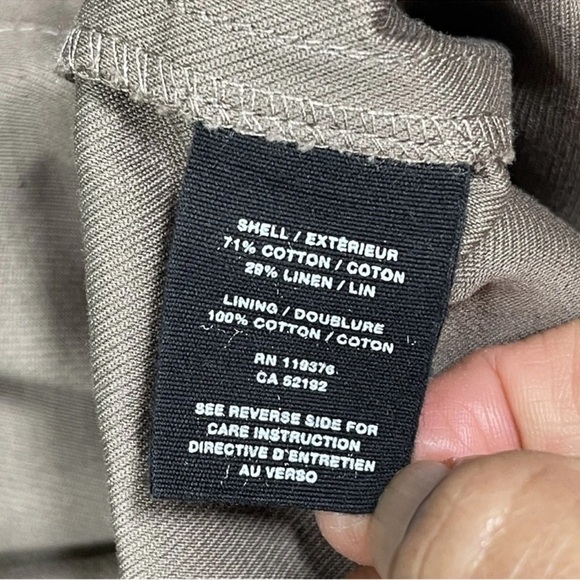 SHELL / EXTÉRIEUR
71% COTTON / COTON
29% LINEN / LIN
LINING / DOUBLURE
100% COTTON / COTON
RN 119376
CA 52192
SEE REVERSE SIDE FOR
CARE INSTRUCTION
DIRECTIVE D'ENTRETIEN
AU VERSO